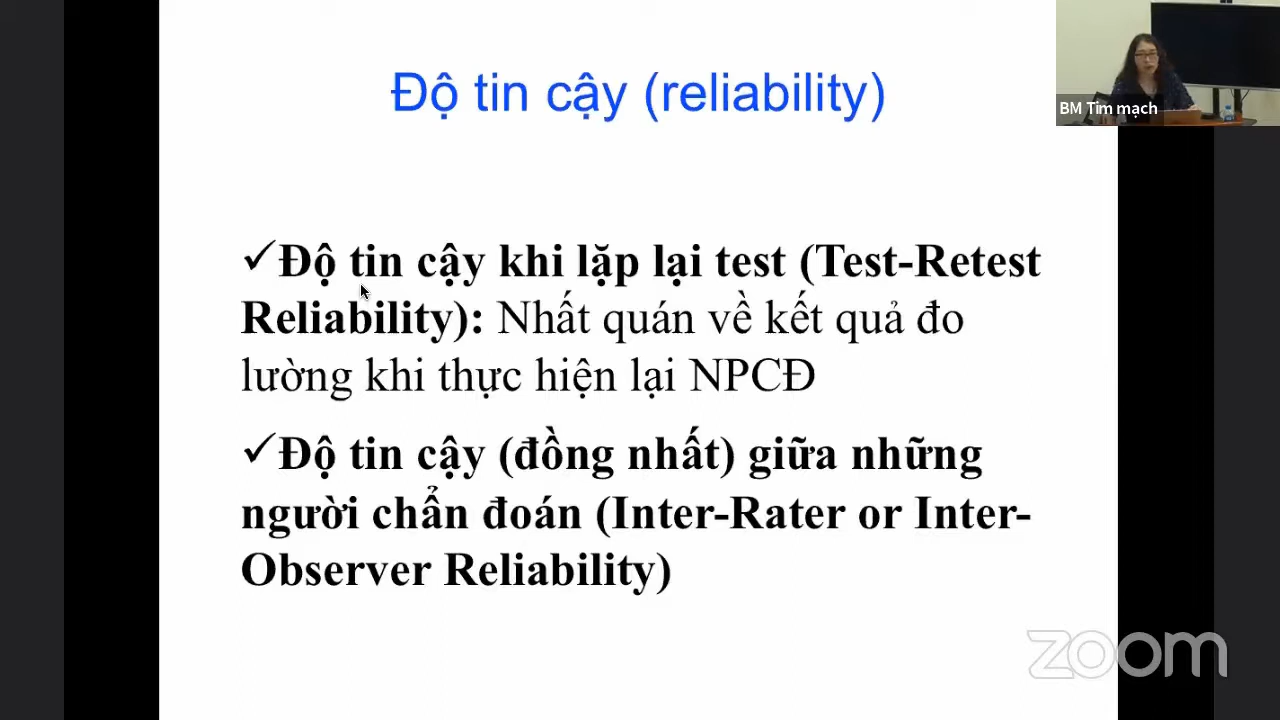 Độ tin cậy (reliability)
BM Tim mạch
✓Độ tin cậy khi lặp lại test (Test-Retest
Reliability): Nhất quán về kết quả đo
lường khi thực hiện lại NPCĐ
✓Độ tin cậy (đồng nhất) giữa những
người chẩn đoán (Inter-Rater or Inter-
Observer Reliability)
zoom